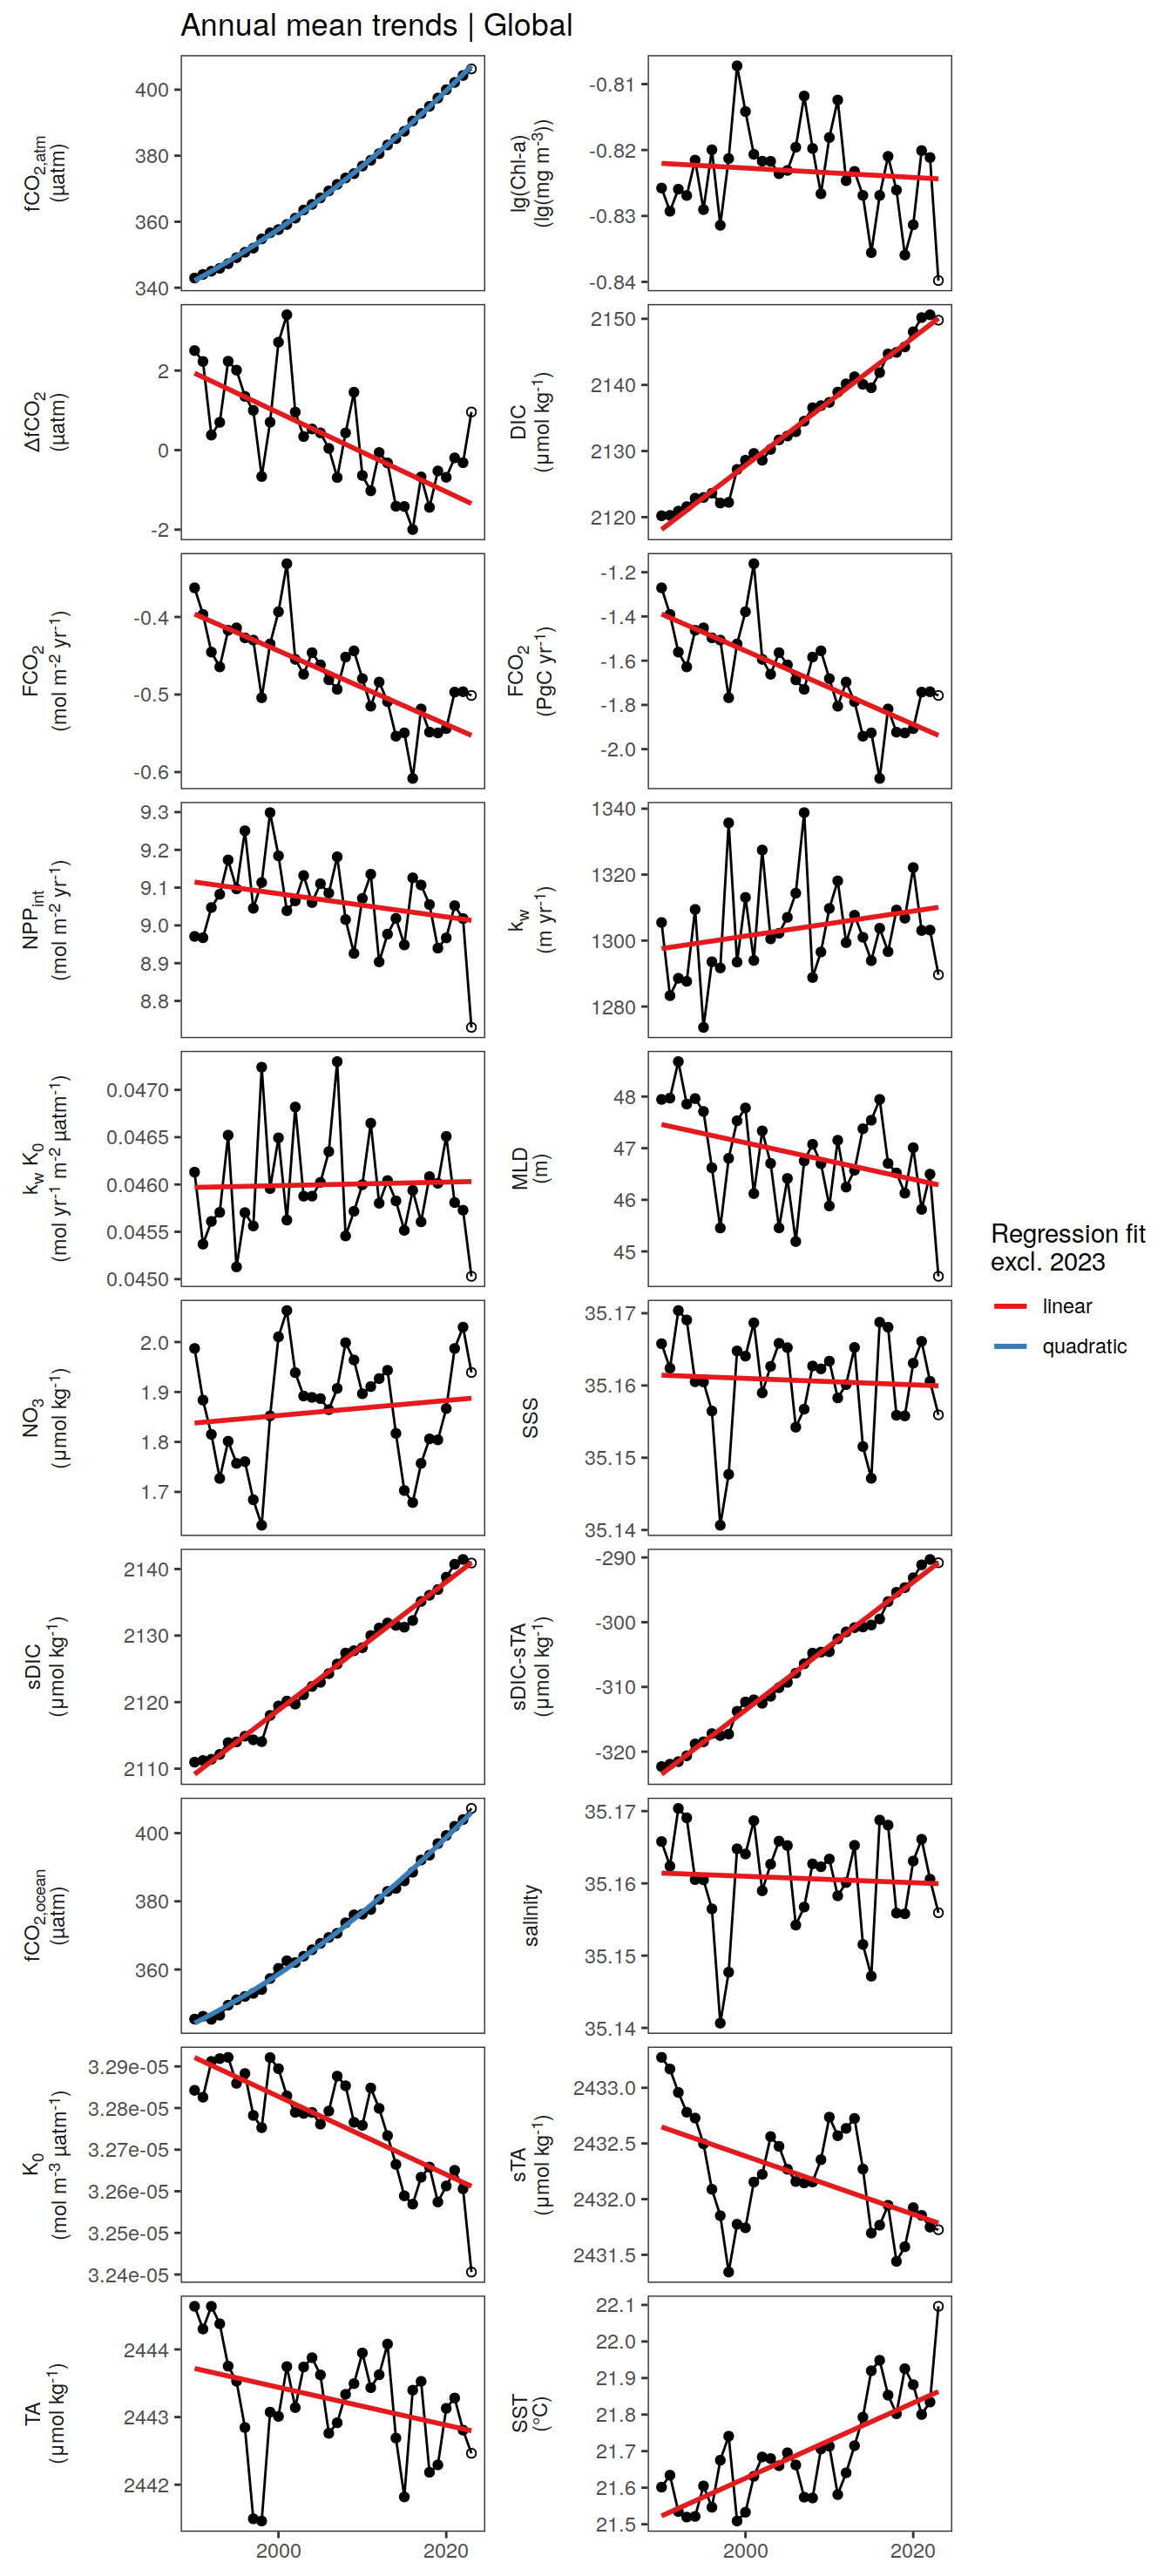 Annual mean trends | Global
fCO2,atm
(µatm)
400
380
360
340
lg(Chl-a)
(lg(mg m-3))
-0.81
-0.82
-0.83
-0.84
ΔfCO2
(µatm)
2
0
-2
DIC
(µmol kg-1)
2150
2140
2130
2120
FCO2
(mol m-2 yr-1)
-0.4
-0.5
-0.6
FCO2
(PgC yr-1)
-1.2
-1.4
-1.6
-1.8
-2.0
NPPint
(mol m-2 yr-1)
9.3
9.2
9.1
9.0
8.9
8.8
kw
(m yr-1)
1340
1320
1300
1280
kw K0
(mol yr-1 m-2 µatm-1)
0.0470
0.0465
0.0460
0.0455
0.0450
MLD
(m)
48
47
46
45
NO3
(µmol kg-1)
2.0
1.9
1.8
1.7
SSS
35.17
35.16
35.15
35.14
sDIC
(µmol kg-1)
2140
2130
2120
2110
sDIC-sTA
(µmol kg-1)
-290
-300
-310
-320
fCO2,ocean
(µatm)
400
380
360
salinity
35.17
35.16
35.15
35.14
K0
(mol m-3 µatm-1)
3.29e-05
3.28e-05
3.27e-05
3.26e-05
3.25e-05
3.24e-05
sTA
(µmol kg-1)
2433.0
2432.5
2432.0
2431.5
TA
(µmol kg-1)
2444
2443
2442
SST
(°C)
22.1
22.0
21.9
21.8
21.7
21.6
21.5
2000
2020
2000
2020
Regression fit
excl. 2023
linear
quadratic